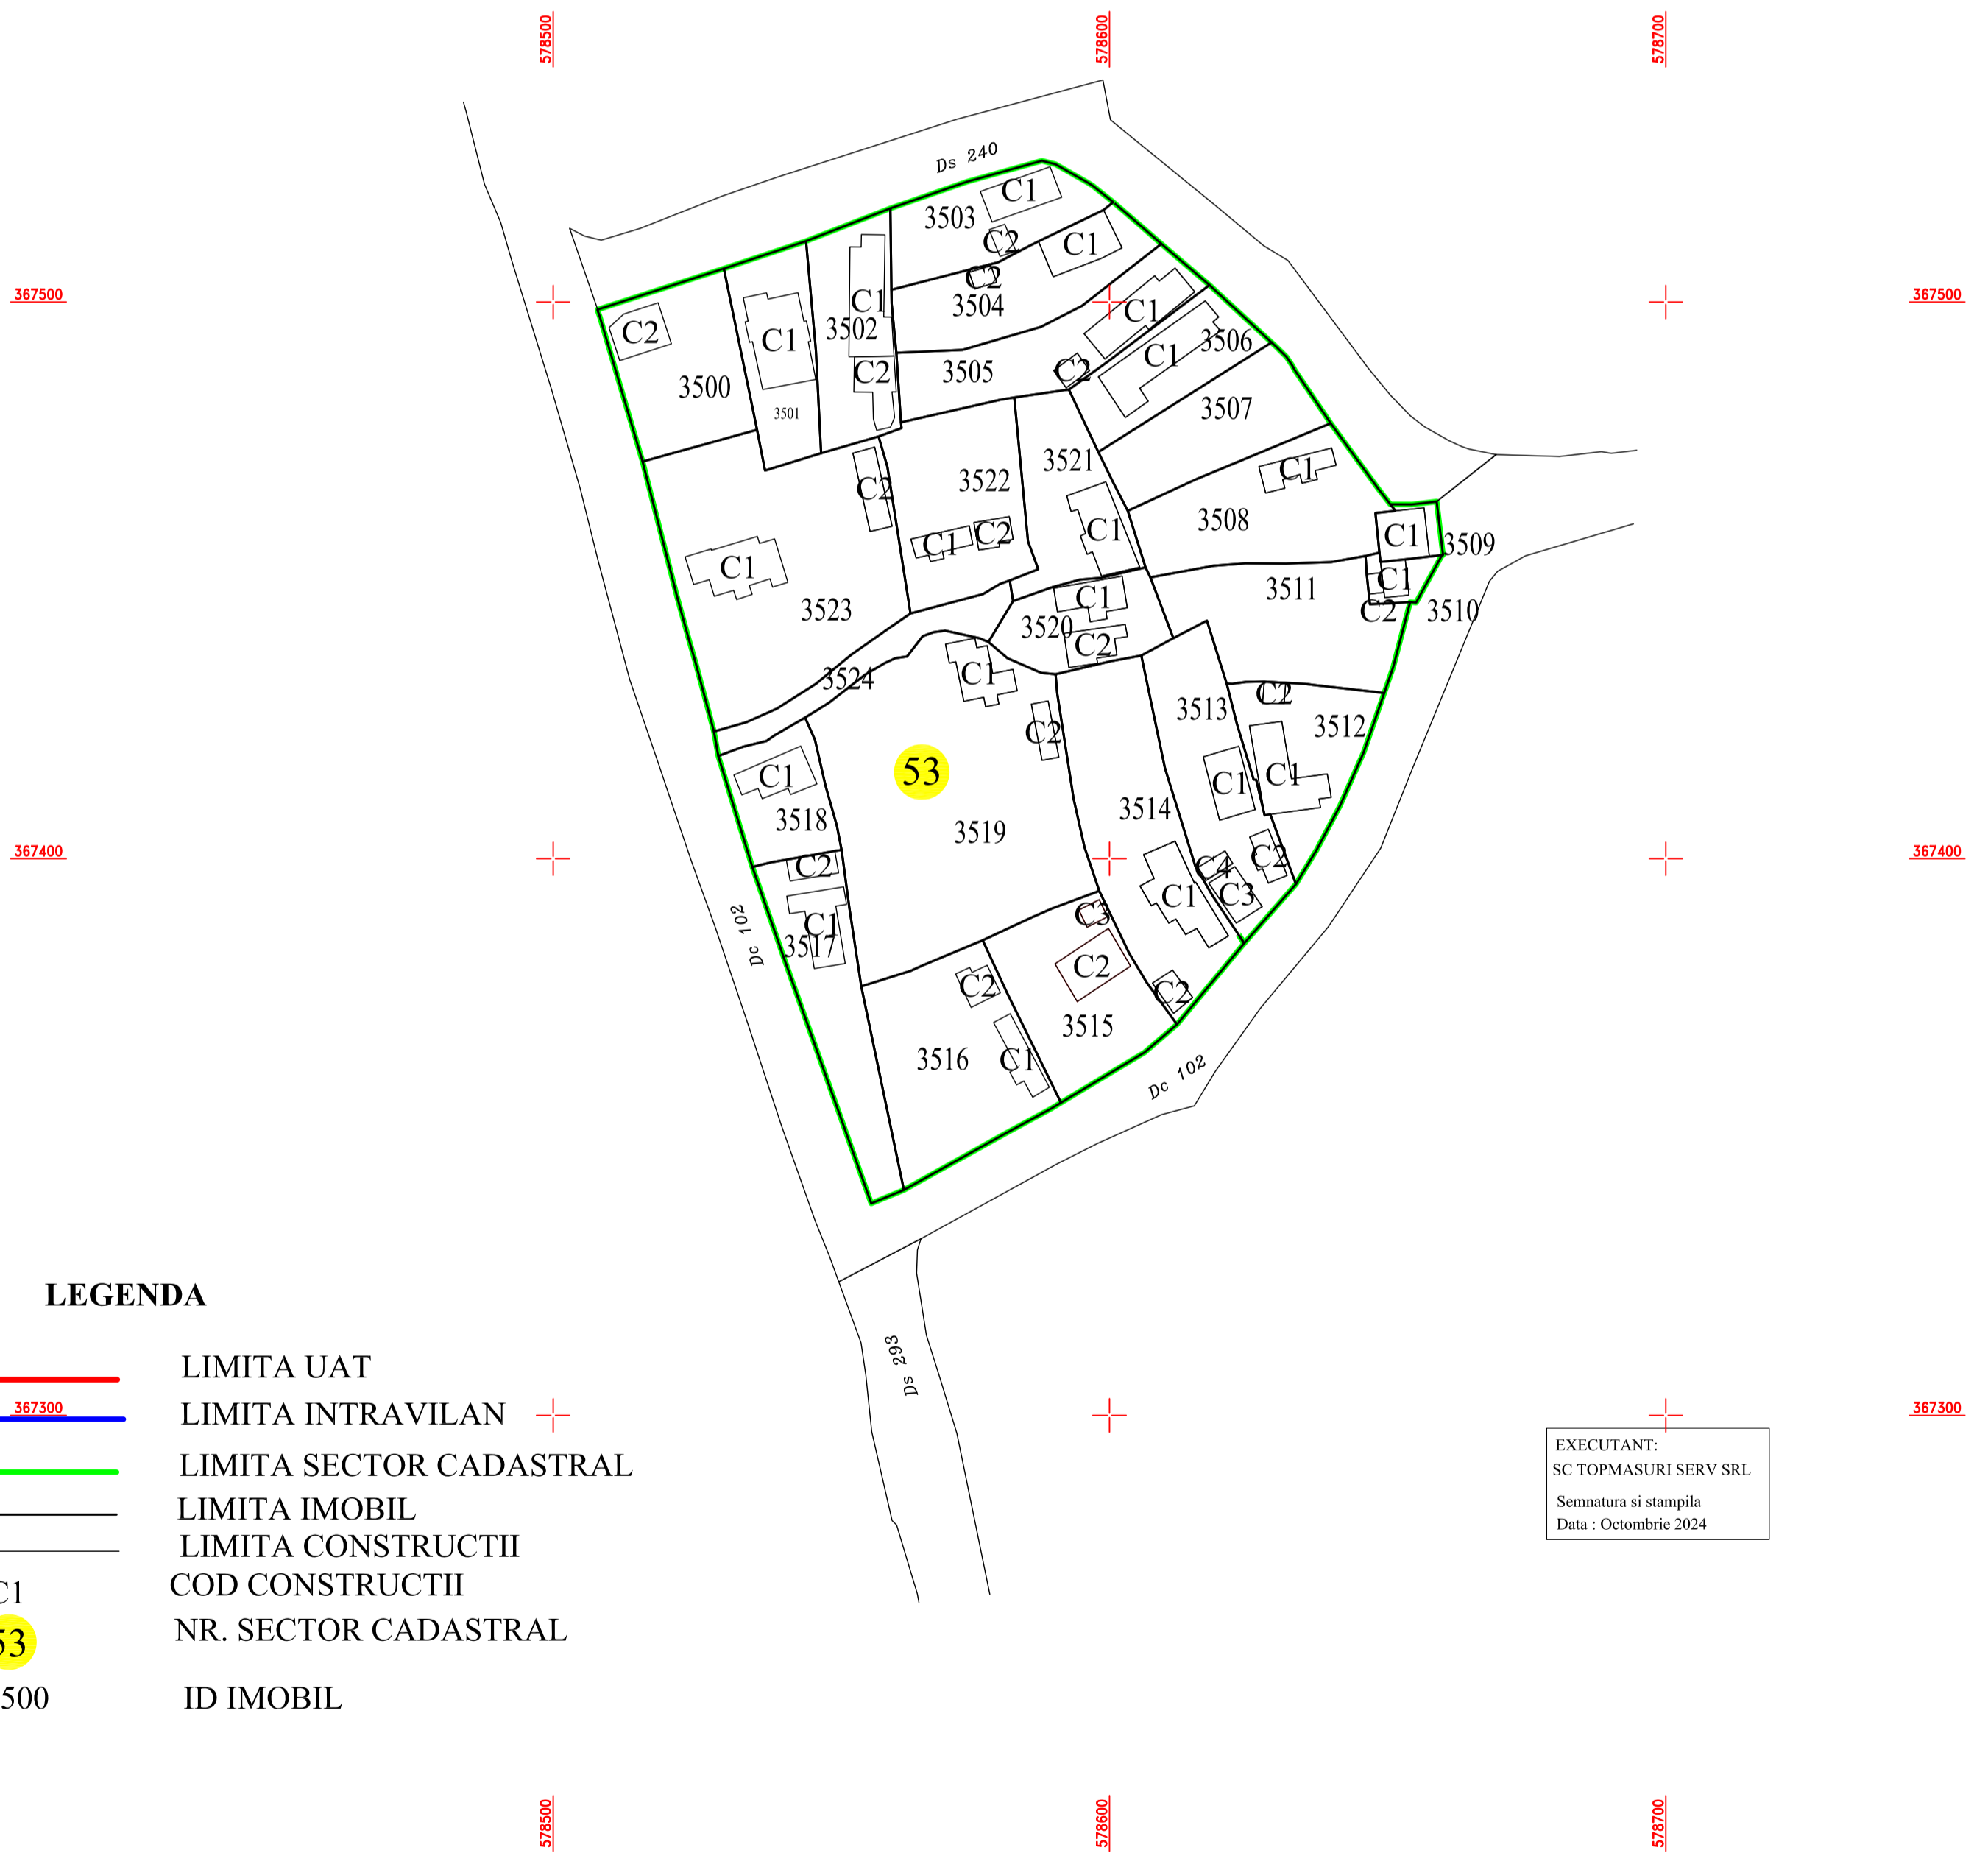 578500
578600
578700
Ds 240
C1
3503
C2
C1
367500
367500
C2
3504
C1
C1
C2
3502
C1
3506
C1
3505
C2
C2
3500
3501
3507
3521
C1
3522
C2
3508
C1
C1
3509
C2
C1
C1
C1
3511
C1
3523
C1
C2
3510
3520
C2
3524
C1
C2
3513
3512
C2
53
C1
C1
C1
3514
3518
3519
367400
367400
C2
C4
C2
C1
C3
C3
C1
Dc 102
3517
C2
C2
C2
3515
3516
C1
Dc 102
LEGENDA
Ds 293
LIMITA UAT
367300
LIMITA INTRAVILAN
367300
EXECUTANT:
SC TOPMASURI SERV SRL
Semnatura si stampila
Data : Octombrie 2024
LIMITA SECTOR CADASTRAL
LIMITA IMOBIL
LIMITA CONSTRUCTII
C1
COD CONSTRUCTII
53
NR. SECTOR CADASTRAL
500
ID IMOBIL
578500
578600
578700